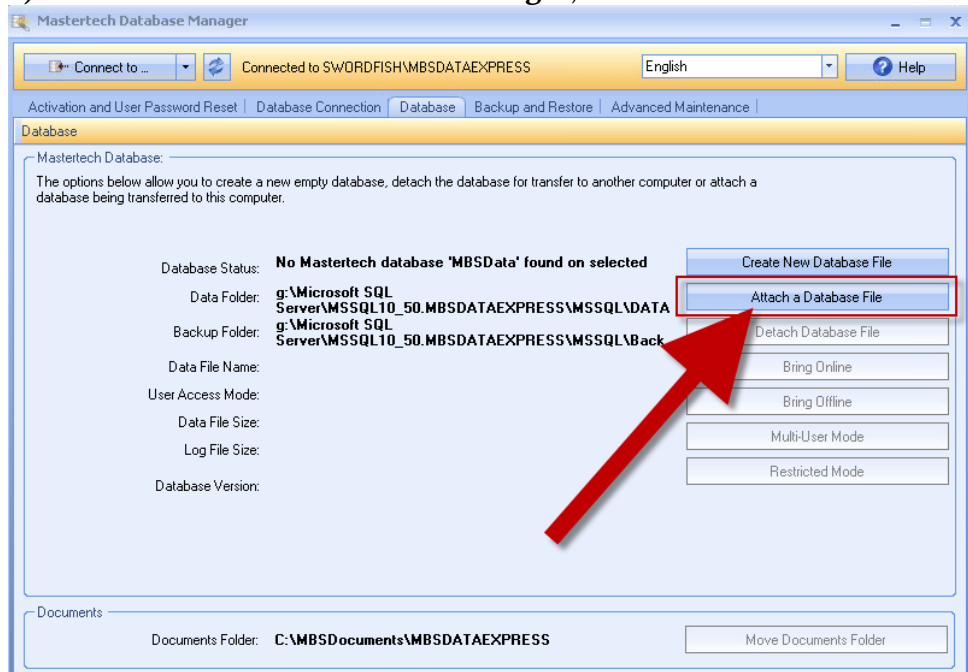 Mastertech Database Manager
Connect to ... Connected to SWORDFISH\MBSDATAEXPRESS English Help
Activation and User Password Reset | Database Connection Database Backup and Restore | Advanced Maintenance |
Database
Mastertech Database:
The options below allow you to create a new empty database, detach the database for transfer to another computer or attach a
database being transferred to this computer.
Database Status: No Mastertech database 'MBSData' found on selected Create New Database File
Data Folder: g:\Microsoft SQL
Server\MSSQL10_50.MBSDATAEXPRESS\MSSQL\DATA Attach a Database File
Backup Folder: g:\Microsoft SQL
Server\MSSQL10_50.MBSDATAEXPRESS\MSSQL\Back Detach Database File
Data File Name: Bring Online
User Access Mode: Bring Offline
Data File Size:
Multi-User Mode
Log File Size:
Restricted Mode
Database Version:
Documents
Documents Folder: C:\MBSDocuments\MBSDATAEXPRESS Move Documents Folder